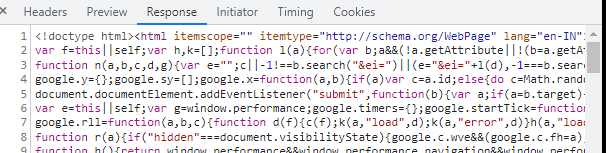 Headers Preview Response Initiator Timing Cookies
1 <!doctype html><html itemscope="" itemtype="http://schema.org/WebPage" lang="en-IN"
2 var f=this||self;var h,k=[];function l(a){for(var b;a&&(!a.getAttribute||!(b=a.getA
3 function n(a,b,c,d,g){var e="";c||-1!==b.search("&ei=")||(e="&ei="+l(d),-1===b.se
4 google.y={};google.sy=[];google.x=function(a,b){if(a)var c=a.id;else{do c=Math.rand
5 document.documentElement.addEventListener("submit",function(b){var a;if(a=b.target)
6 var e=this||self;var g=window.performance;google.timers={};google.startTick=functio
7 google.rll=function(a,b,c){function d(f){c(f);k(a,"load",d);k(a,"error",d)}h(a,"loa
8 function r(a){if("hidden"===document.visibilityState){google.c.wve&&(google.c.fh=a)
9 function h(){return window.performance&&window.performance.navigation&&window.perfo